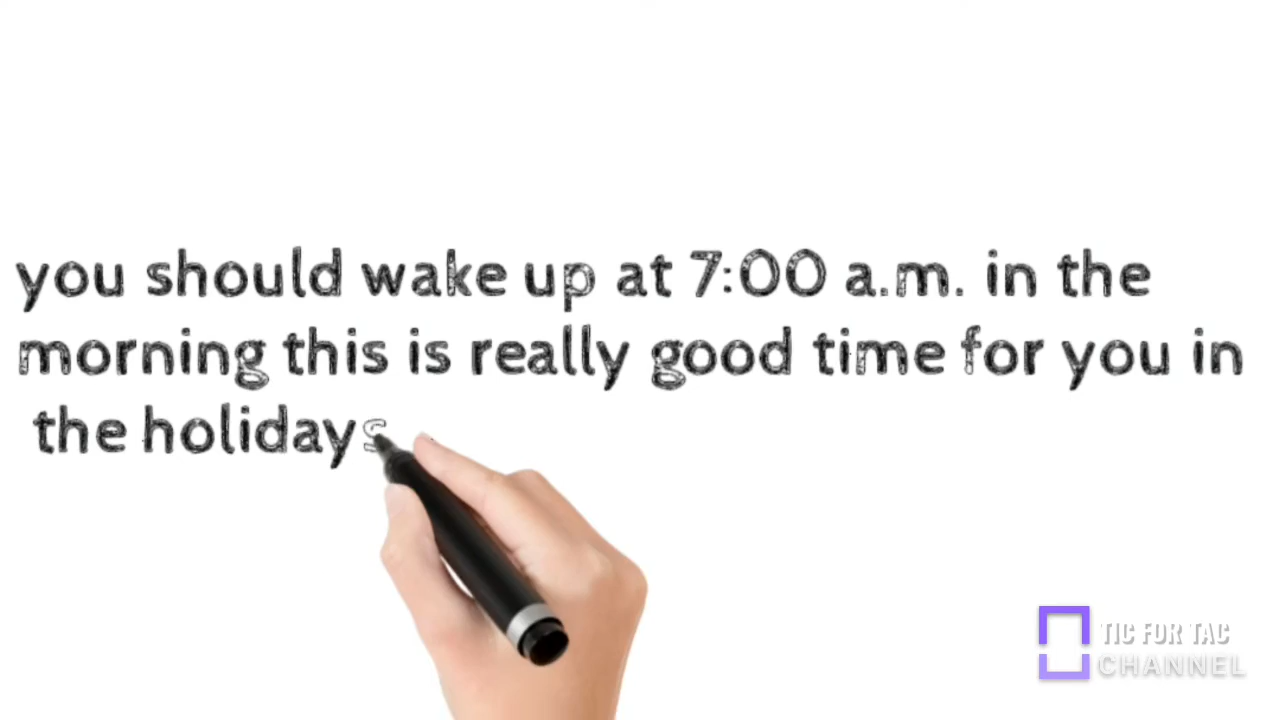 you should wake up at 7:00 a.m. in the
morning this is really good time for you in
the holidays
TIC FOR TAC
CHANNEL